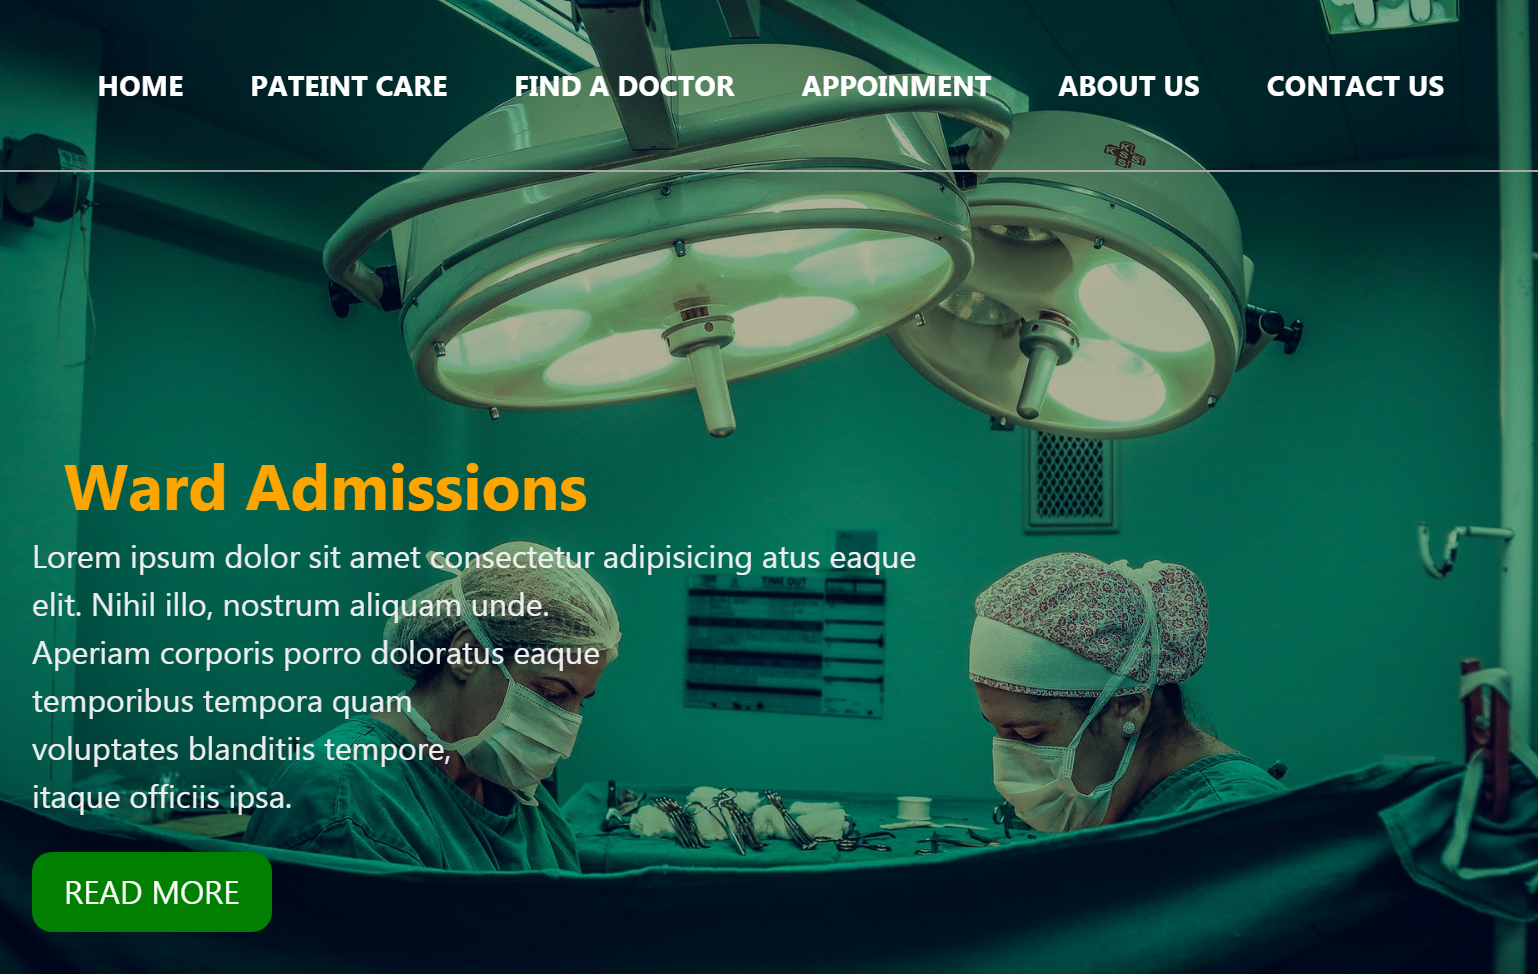 HOME PATEINT CARE FIND A DOCTOR APPOINMENT ABOUT US CONTACT US
Ward Admissions
Lorem ipsum dolor sit amet consectetur adipisicing atus eaque
elit. Nihil illo, nostrum aliquam unde.
TIME OUT
Aperiam corporis porro doloratus eaque
temporibus tempora quam
voluptates blanditiis tempore,
itaque officiis ipsa.
READ MORE